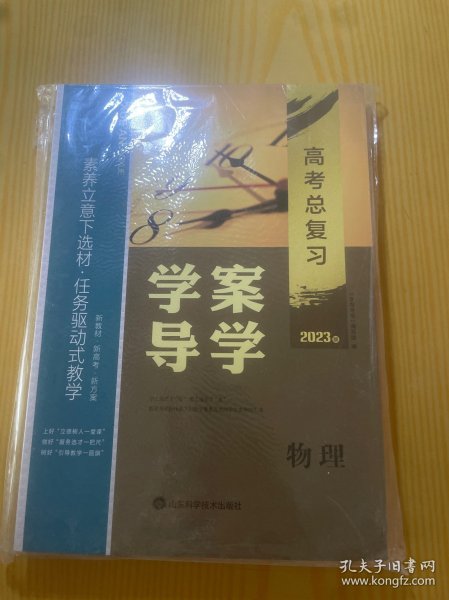 素养立意下选材·任务驱动式教学
新教材 新高考 新方案
上好“立德树人一堂课”
做好“服务选才一把尺”
树好“引导教学一面旗”
高考总复习
2023版
学案
导学
物理
山东科学技术出版社
孔夫子旧书网
www.kongfz.com